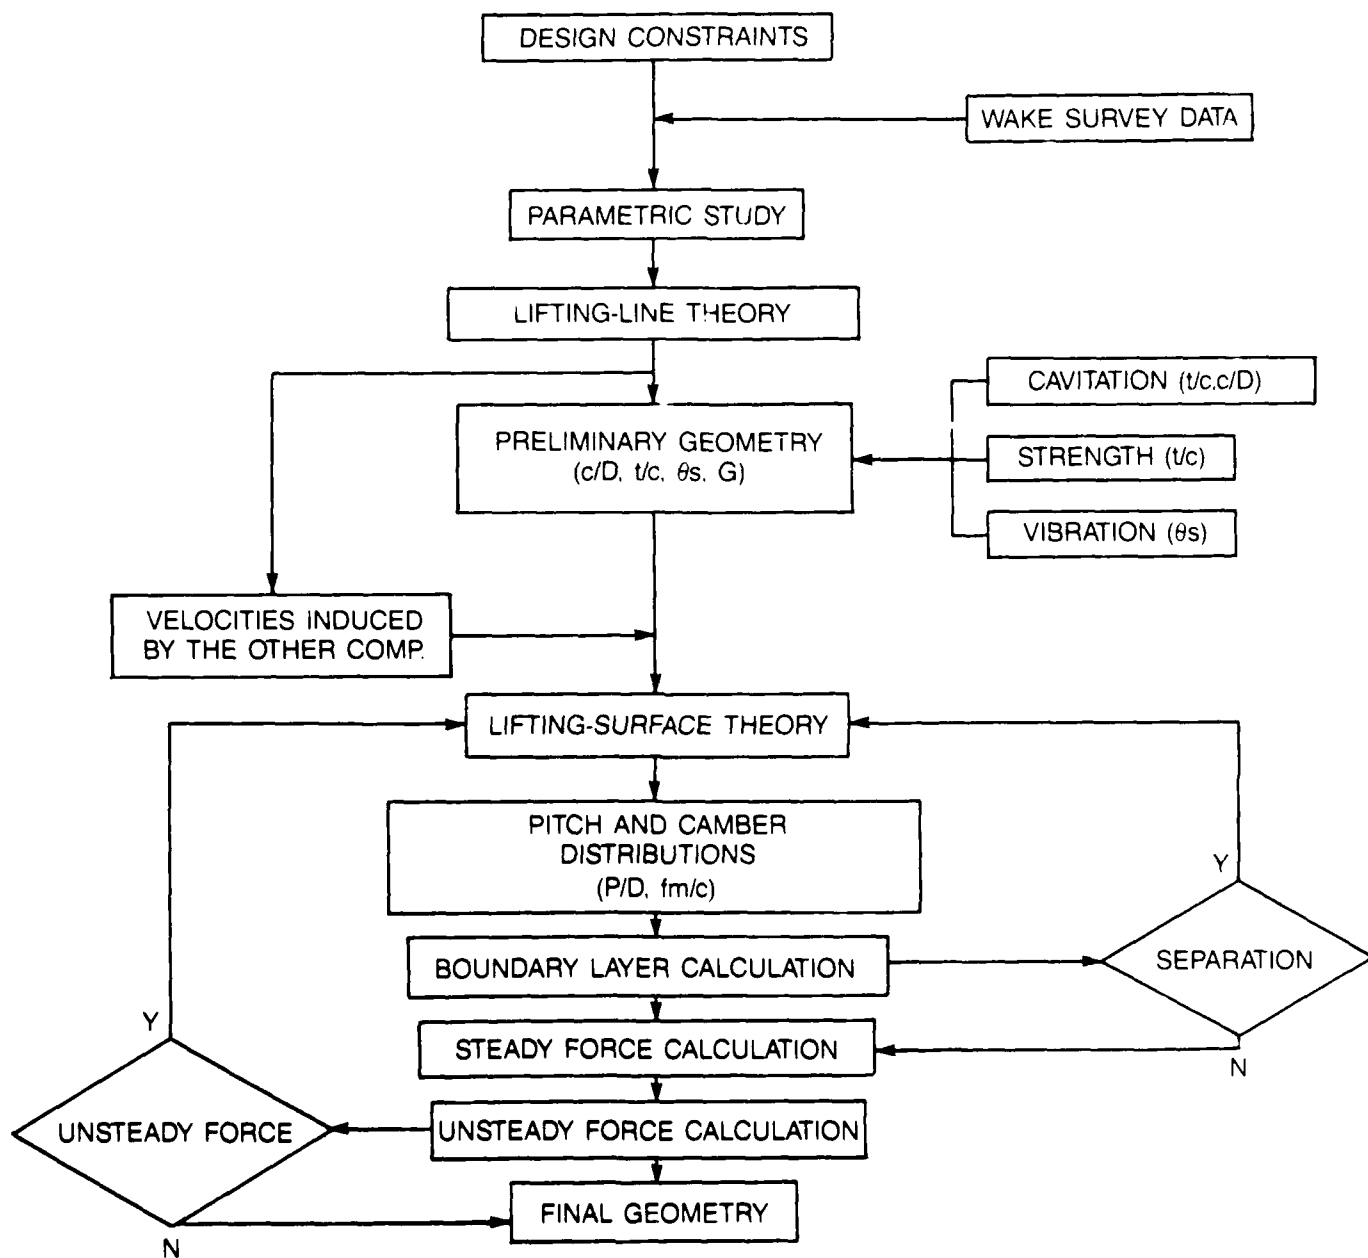 DESIGN CONSTRAINTS
WAKE SURVEY DATA
PARAMETRIC STUDY
LIFTING-LINE THEORY
CAVITATION (t/c,c/D)
PRELIMINARY GEOMETRY
(c/D, t/c, θs, G)
STRENGTH (t/c)
VIBRATION (θs)
VELOCITIES INDUCED
BY THE OTHER COMP.
LIFTING-SURFACE THEORY
PITCH AND CAMBER
DISTRIBUTIONS
(P/D, fm/c)
Y
BOUNDARY LAYER CALCULATION
SEPARATION
Y
STEADY FORCE CALCULATION
N
UNSTEADY FORCE
UNSTEADY FORCE CALCULATION
FINAL GEOMETRY
N